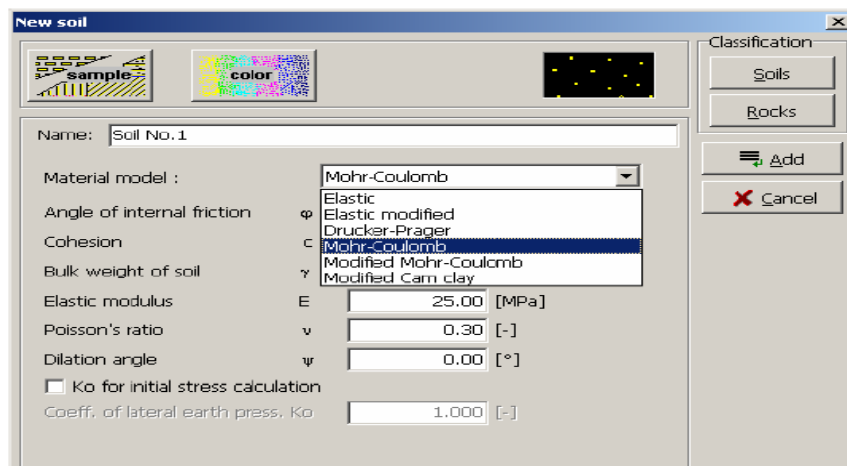 New soil
sample
color
Classification
Soils
Rocks
Add
Cancel
Name: Soil No.1
Material model : Mohr-Coulomb
Elastic
Elastic modified
Drucker-Prager
Mohr-Coulomb
Modified Mohr-Coulomb
Modified Cam clay
Angle of internal friction φ
Cohesion c
Bulk weight of soil γ
Elastic modulus E 25.00 [MPa]
Poisson's ratio ν 0.30 [-]
Dilation angle ψ 0.00 [°]
Ko for initial stress calculation
Coeff. of lateral earth press. Ko 1.000 [-]